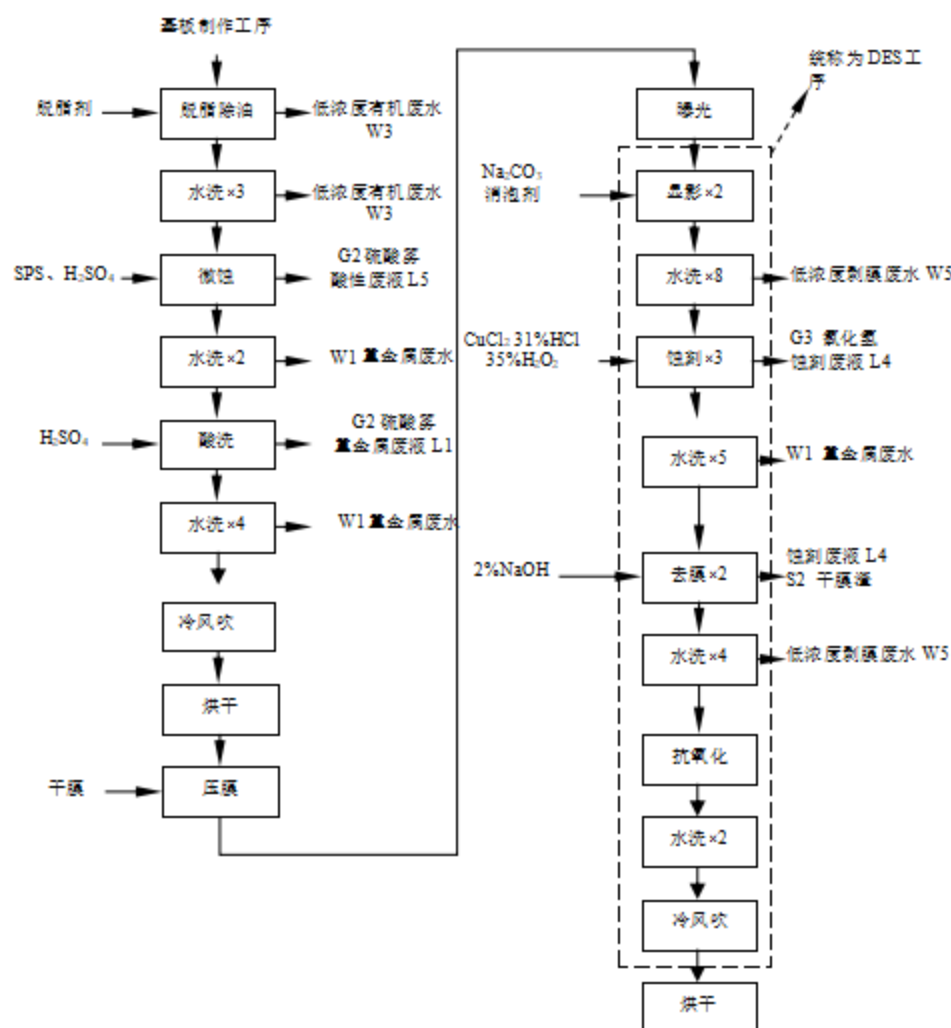 基板制作工序
脱脂剂
脱脂除油
低浓度有机废水
W3
水洗×3
低浓度有机废水
W3
SPS、H₂SO₄
微蚀
G2 硫酸雾
酸性废液 L5
水洗×2
W1 重金属废水
H₂SO₄
酸洗
G2 硫酸雾
重金属废液 L1
水洗×4
W1 重金属废水
冷风吹
烘干
干膜
压膜
统称为 DES 工
序
曝光
Na₂CO₃
消泡剂
显影×2
水洗×8
低浓度剥膜废水 W5
CuCl₂ 31%HCl
35%H₂O₂
蚀刻×3
G3 氯化氢
蚀刻废液 L4
水洗×5
W1 重金属废水
2%NaOH
去膜×2
蚀刻废液 L4
S2 干膜渣
水洗×4
低浓度剥膜废水 W5
抗氧化
水洗×2
冷风吹
烘干